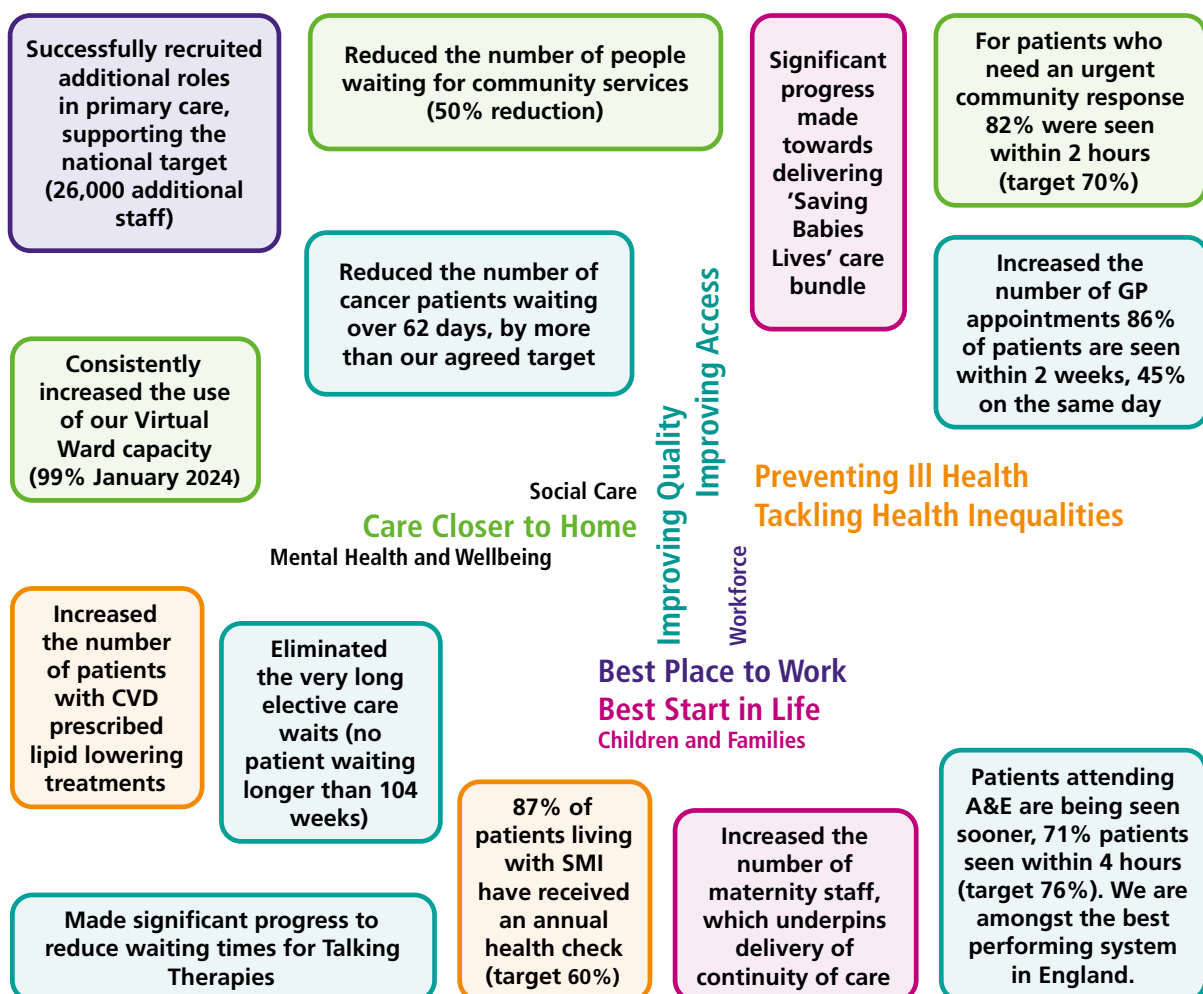 Successfully recruited
additional roles
in primary care,
supporting the
national target
(26,000 additional
staff)
Reduced the number of people
waiting for community services
(50% reduction)
Significant
progress
made
towards
delivering
'Saving
Babies
Lives' care
bundle
For patients who
need an urgent
community response
82% were seen
within 2 hours
(target 70%)
Reduced the number of
cancer patients waiting
over 62 days, by more
than our agreed target
Increased the
number of GP
appointments 86%
of patients are seen
within 2 weeks, 45%
on the same day
Consistently
increased the use
of our Virtual
Ward capacity
(99% January 2024)
Social Care
Care Closer to Home
Mental Health and Wellbeing
Improving Quality
Improving Access
Preventing Ill Health
Tackling Health Inequalities
Workforce
Best Place to Work
Best Start in Life
Children and Families
Increased
the number
of patients
with CVD
prescribed
lipid lowering
treatments
Eliminated
the very long
elective care
waits (no
patient waiting
longer than 104
weeks)
87% of
patients living
with SMI
have received
an annual
health check
(target 60%)
Increased the
number of
maternity staff,
which underpins
delivery of
continuity of care
Patients attending
A&E are being seen
sooner, 71% patients
seen within 4 hours
(target 76%). We are
amongst the best
performing system
in England.
Made significant progress to
reduce waiting times for Talking
Therapies